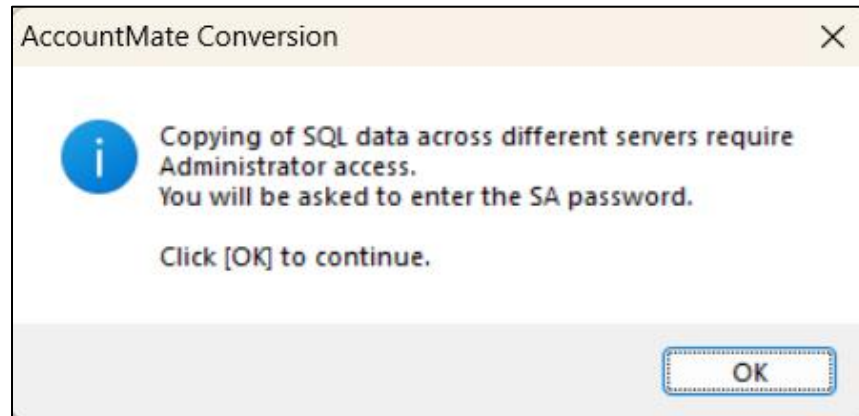 AccountMate Conversion
Copying of SQL data across different servers require
Administrator access.
You will be asked to enter the SA password.
Click [OK] to continue.
OK